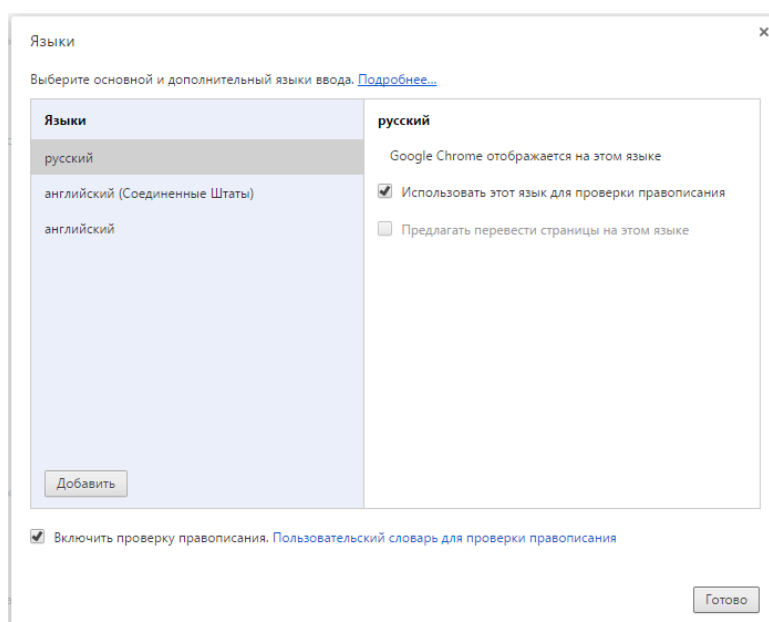 Языки
Выберите основной и дополнительный языки ввода. Подробнее...
Языки
русский
английский (Соединенные Штаты)
английский
Добавить
русский
Google Chrome отображается на этом языке
Использовать этот язык для проверки правописания
Предлагать перевести страницы на этом языке
Включить проверку правописания. Пользовательский словарь для проверки правописания
Готово